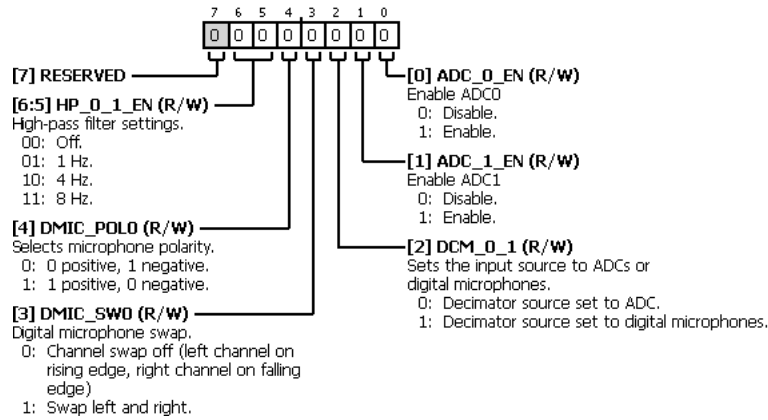 7 6 5 4 3 2 1 0
0 0 0 0 0 0 0 0
[7] RESERVED
[6:5] HP_0_1_EN (R/W)
High-pass filter settings.
00: Off.
01: 1 Hz.
10: 4 Hz.
11: 8 Hz.
[4] DMIC_POL0 (R/W)
Selects microphone polarity.
0: 0 positive, 1 negative.
1: 1 positive, 0 negative.
[3] DMIC_SW0 (R/W)
Digital microphone swap.
0: Channel swap off (left channel on
rising edge, right channel on falling
edge)
1: Swap left and right.
[0] ADC_0_EN (R/W)
Enable ADC0
0: Disable.
1: Enable.
[1] ADC_1_EN (R/W)
Enable ADC1
0: Disable.
1: Enable.
[2] DCM_0_1 (R/W)
Sets the input source to ADCs or
digital microphones.
0: Decimator source set to ADC.
1: Decimator source set to digital microphones.